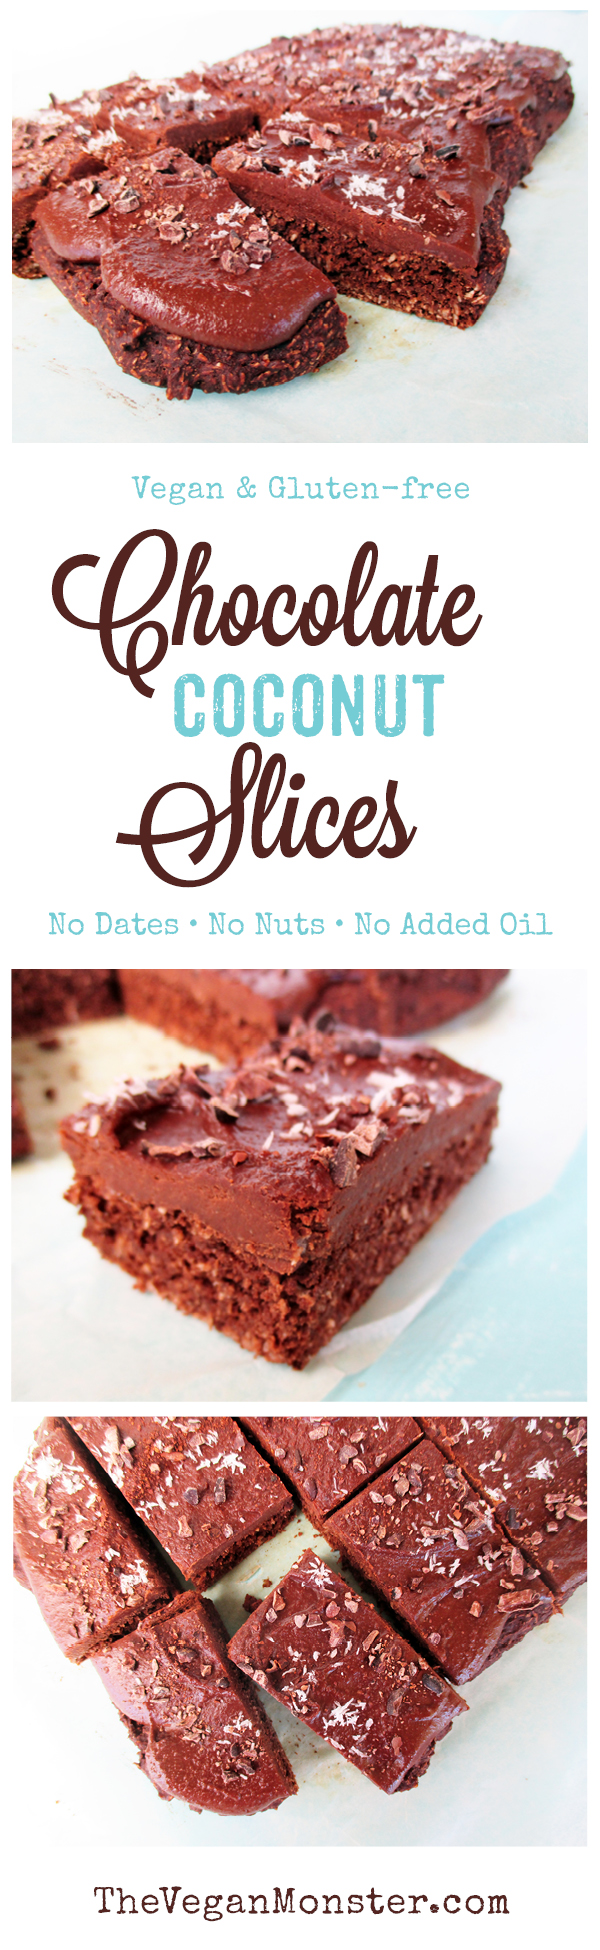 Vegan & Gluten-free
Chocolate
COCONUT
Slices
No Dates • No Nuts • No Added Oil
TheVeganMonster.com